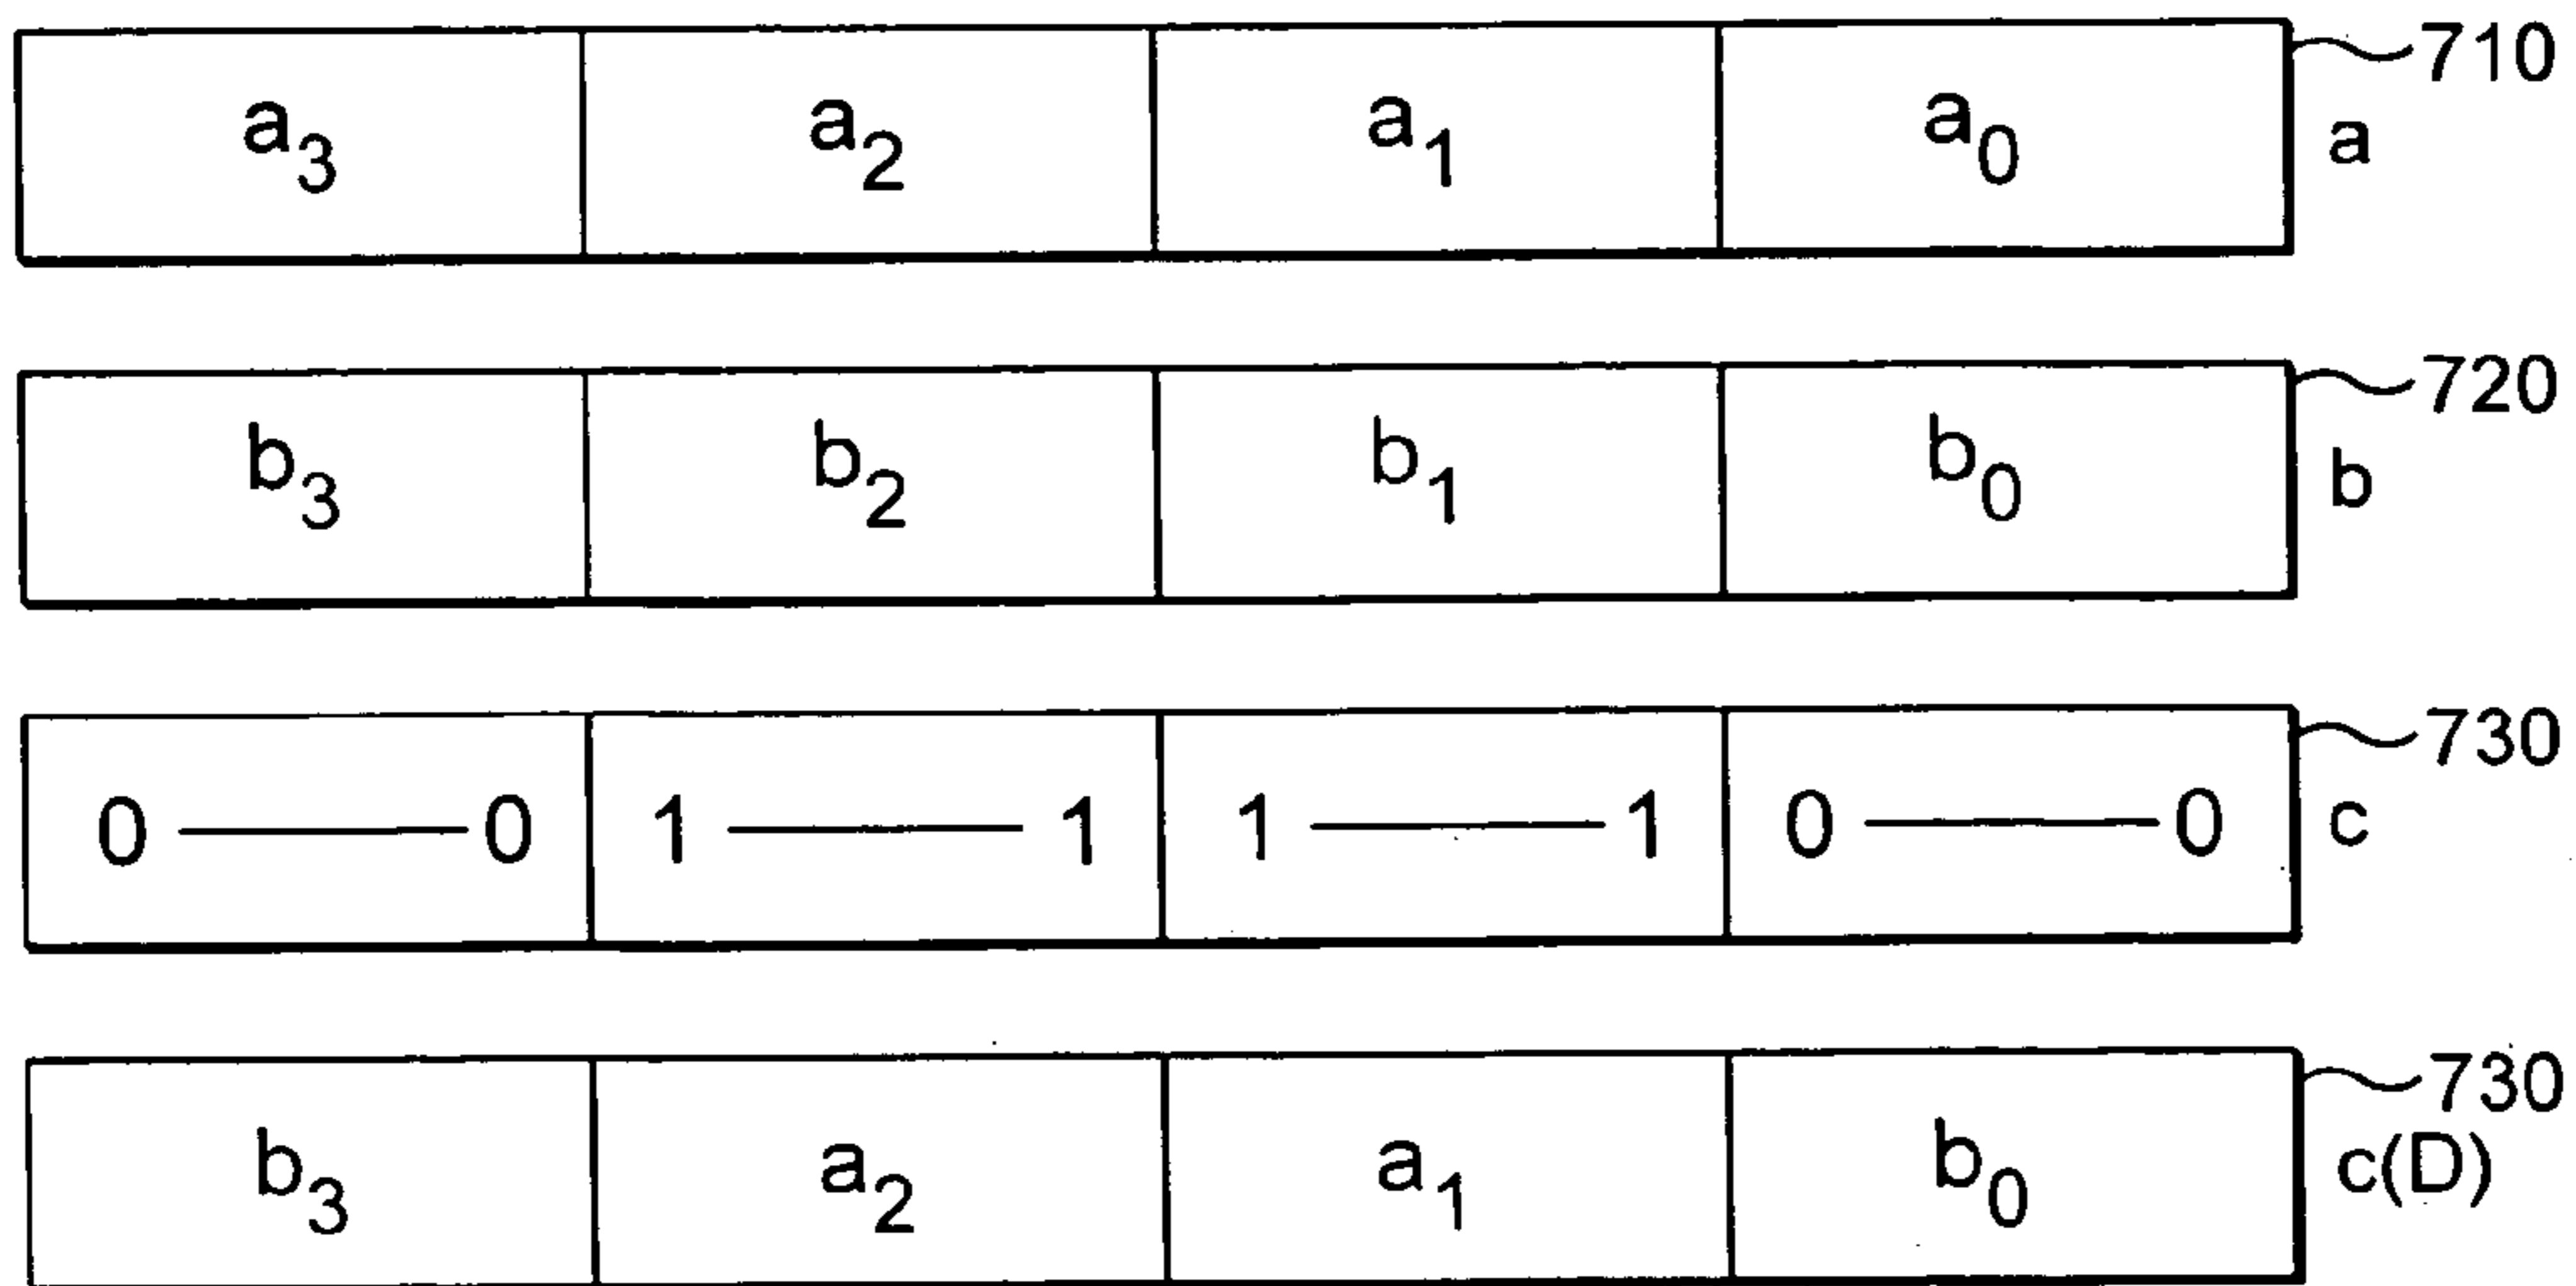 a₃ a₂ a₁ a₀ 710
a
b₃ b₂ b₁ b₀ 720
b
0 — 0 1 — 1 1 — 1 0 — 0 730
c
b₃ a₂ a₁ b₀ 730
c(D)